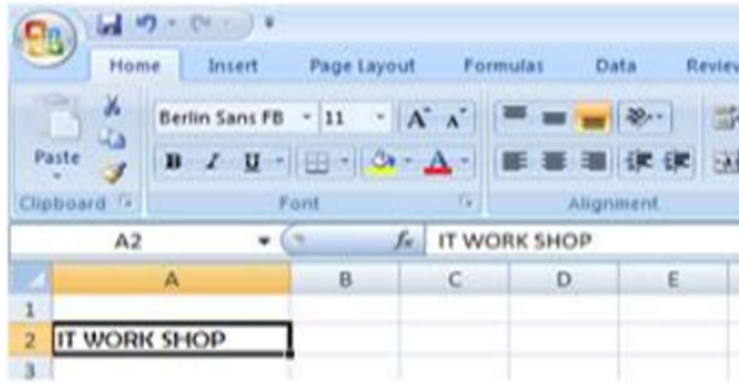 Home Insert Page Layout Formulas Data Review
Berlin Sans FB 11 A A
Paste B I U A
Clipboard Font Alignment
A2 fx IT WORK SHOP
A B C D E
1
2 IT WORK SHOP
3